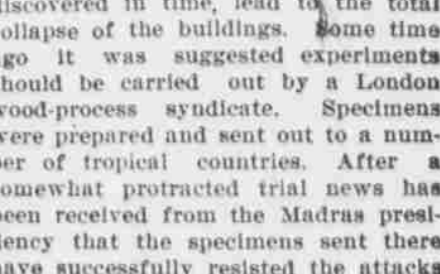 discovered in time, lead to the total
collapse of the buildings. Some time
ago it was suggested experiments
should be carried out by a London
wood-process syndicate. Specimens
were prepared and sent out to a num-
ber of tropical countries. After a
somewhat protracted trial news has
been received from the Madras presi-
dency that the specimens sent there
have successfully resisted the attacks